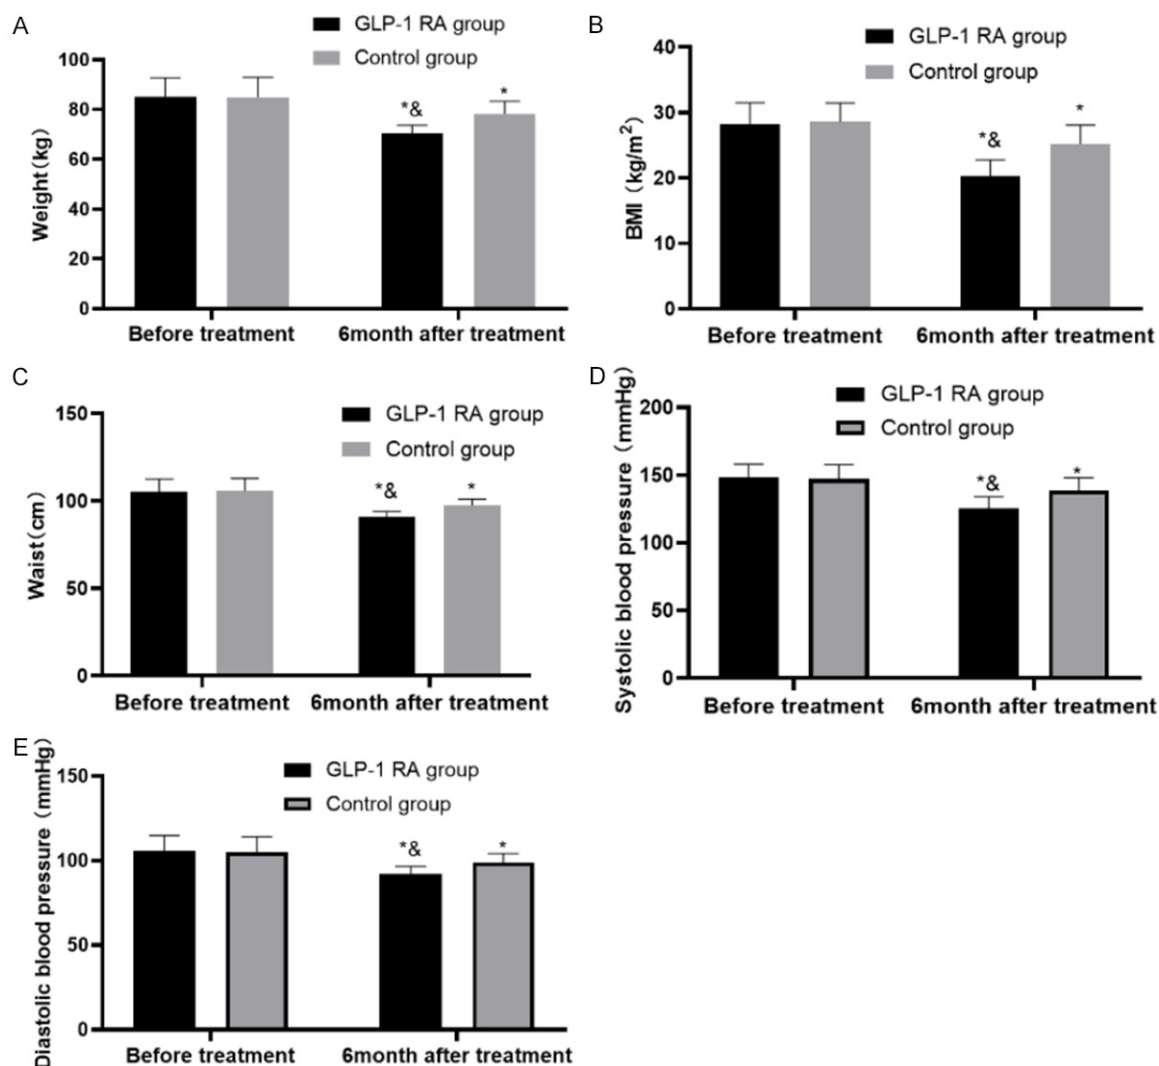 A
GLP-1 RA group
Control group
Weight(kg)
100
80
60
40
20
0
*&
*
Before treatment
6month after treatment
B
GLP-1 RA group
Control group
BMI (kg/m²)
40
30
20
10
0
*&
*
Before treatment
6month after treatment
C
GLP-1 RA group
Control group
Waist(cm)
150
100
50
0
*&
*
Before treatment
6month after treatment
D
GLP-1 RA group
Control group
Systolic blood pressure (mmHg)
200
150
100
50
0
*&
*
Before treatment
6month after treatment
E
GLP-1 RA group
Control group
Diastolic blood pressure (mmHg)
150
100
50
0
*&
*
Before treatment
6month after treatment